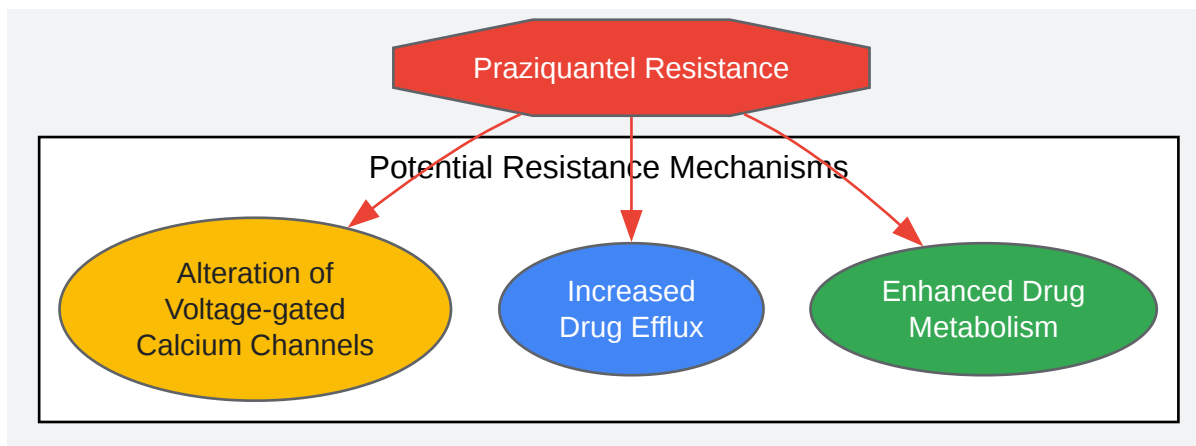 Praziquantel Resistance
Potential Resistance Mechanisms
Alteration of
Voltage-gated
Calcium Channels
Increased
Drug Efflux
Enhanced Drug
Metabolism